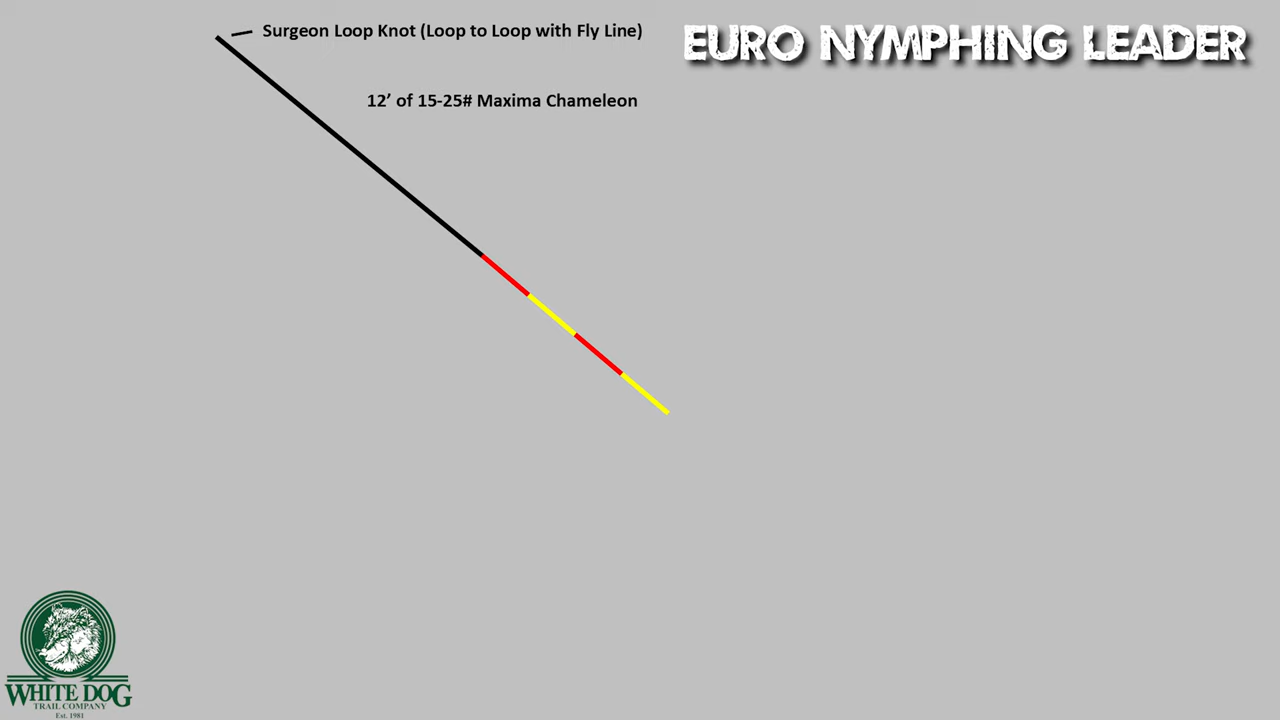 Surgeon Loop Knot (Loop to Loop with Fly Line)
EURO NYMPHING LEADER
12’ of 15-25# Maxima Chameleon
WHITE DOG
TRAIL COMPANY
Est. 1981